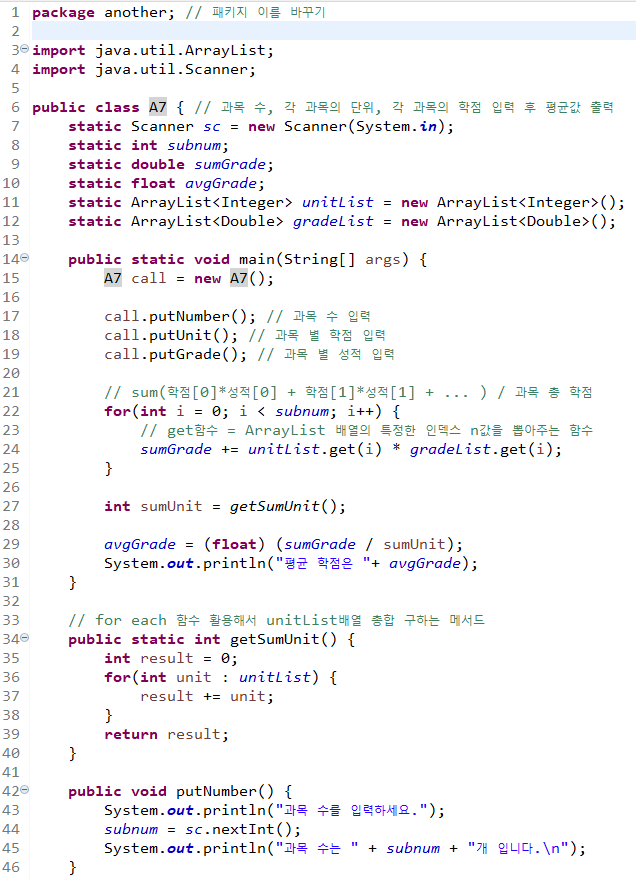 1 package another; // 패키지 이름 바꾸기
2
3 import java.util.ArrayList;
4 import java.util.Scanner;
5
6 public class A7 { // 과목 수, 각 과목의 단위, 각 과목의 학점 입력 후 평균값 출력
7     static Scanner sc = new Scanner(System.in);
8     static int subnum;
9     static double sumGrade;
10     static float avgGrade;
11     static ArrayList<Integer> unitList = new ArrayList<Integer>();
12     static ArrayList<Double> gradeList = new ArrayList<Double>();
13
14     public static void main(String[] args) {
15         A7 call = new A7();
16
17         call.putNumber(); // 과목 수 입력
18         call.putUnit(); // 과목 별 학점 입력
19         call.putGrade(); // 과목 별 성적 입력
20
21         // sum(학점[0]*성적[0] + 학점[1]*성적[1] + ... ) / 과목 총 학점
22         for(int i = 0; i < subnum; i++) {
23             // get함수 = ArrayList 배열의 특정한 인덱스 n값을 뽑아주는 함수
24             sumGrade += unitList.get(i) * gradeList.get(i);
25         }
26
27         int sumUnit = getSumUnit();
28
29         avgGrade = (float) (sumGrade / sumUnit);
30         System.out.println("평균 학점은 "+ avgGrade);
31     }
32
33     // for each 함수 활용해서 unitList배열 총합 구하는 메서드
34     public static int getSumUnit() {
35         int result = 0;
36         for(int unit : unitList) {
37             result += unit;
38         }
39         return result;
40     }
41
42     public void putNumber() {
43         System.out.println("과목 수를 입력하세요.");
44         subnum = sc.nextInt();
45         System.out.println("과목 수는 " + subnum + "개 입니다.\n");
46     }